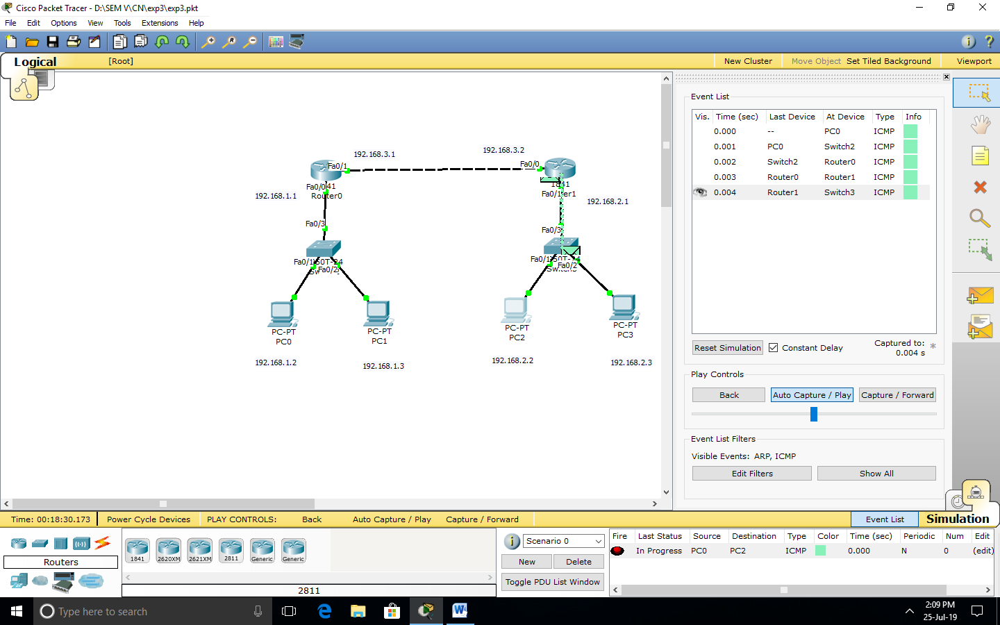 Cisco Packet Tracer - D:\SEM V\CN\exp3\exp3.pkt
File Edit Options View Tools Extensions Help
Logical [Root] New Cluster Move Object Set Tiled Background Viewport
Event List
Vis. Time (sec) Last Device At Device Type Info
0.000 -- PC0 ICMP
0.001 PC0 Switch2 ICMP
0.002 Switch2 Router0 ICMP
0.003 Router0 Router1 ICMP
0.004 Router1 Switch3 ICMP
192.168.3.1
192.168.3.2
Fa0/1
Fa0/0
1841
Fa0/0 41
Router0
Fa0/1 er1
192.168.1.1
192.168.2.1
Fa0/3
Fa0/3
Fa0/1 50T-24
Fa0/2
Fa0/1
Fa0/2
PC-PT
PC0
PC-PT
PC1
PC-PT
PC2
PC-PT
PC3
192.168.1.2
192.168.1.3
192.168.2.2
192.168.2.3
Reset Simulation Constant Delay Captured to: *
0.004 s
Play Controls
Back Auto Capture / Play Capture / Forward
Event List Filters
Visible Events: ARP, ICMP
Edit Filters Show All
Time: 00:18:30.173 Power Cycle Devices PLAY CONTROLS: Back Auto Capture / Play Capture / Forward Event List Simulation
Routers
1841 2620XM 2621XM 2811 Generic Generic
2811
Scenario 0
New Delete
Toggle PDU List Window
Fire Last Status Source Destination Type Color Time (sec) Periodic Num Edit
In Progress PC0 PC2 ICMP 0.000 N 0 (edit)
Type here to search
2:09 PM
25-Jul-19